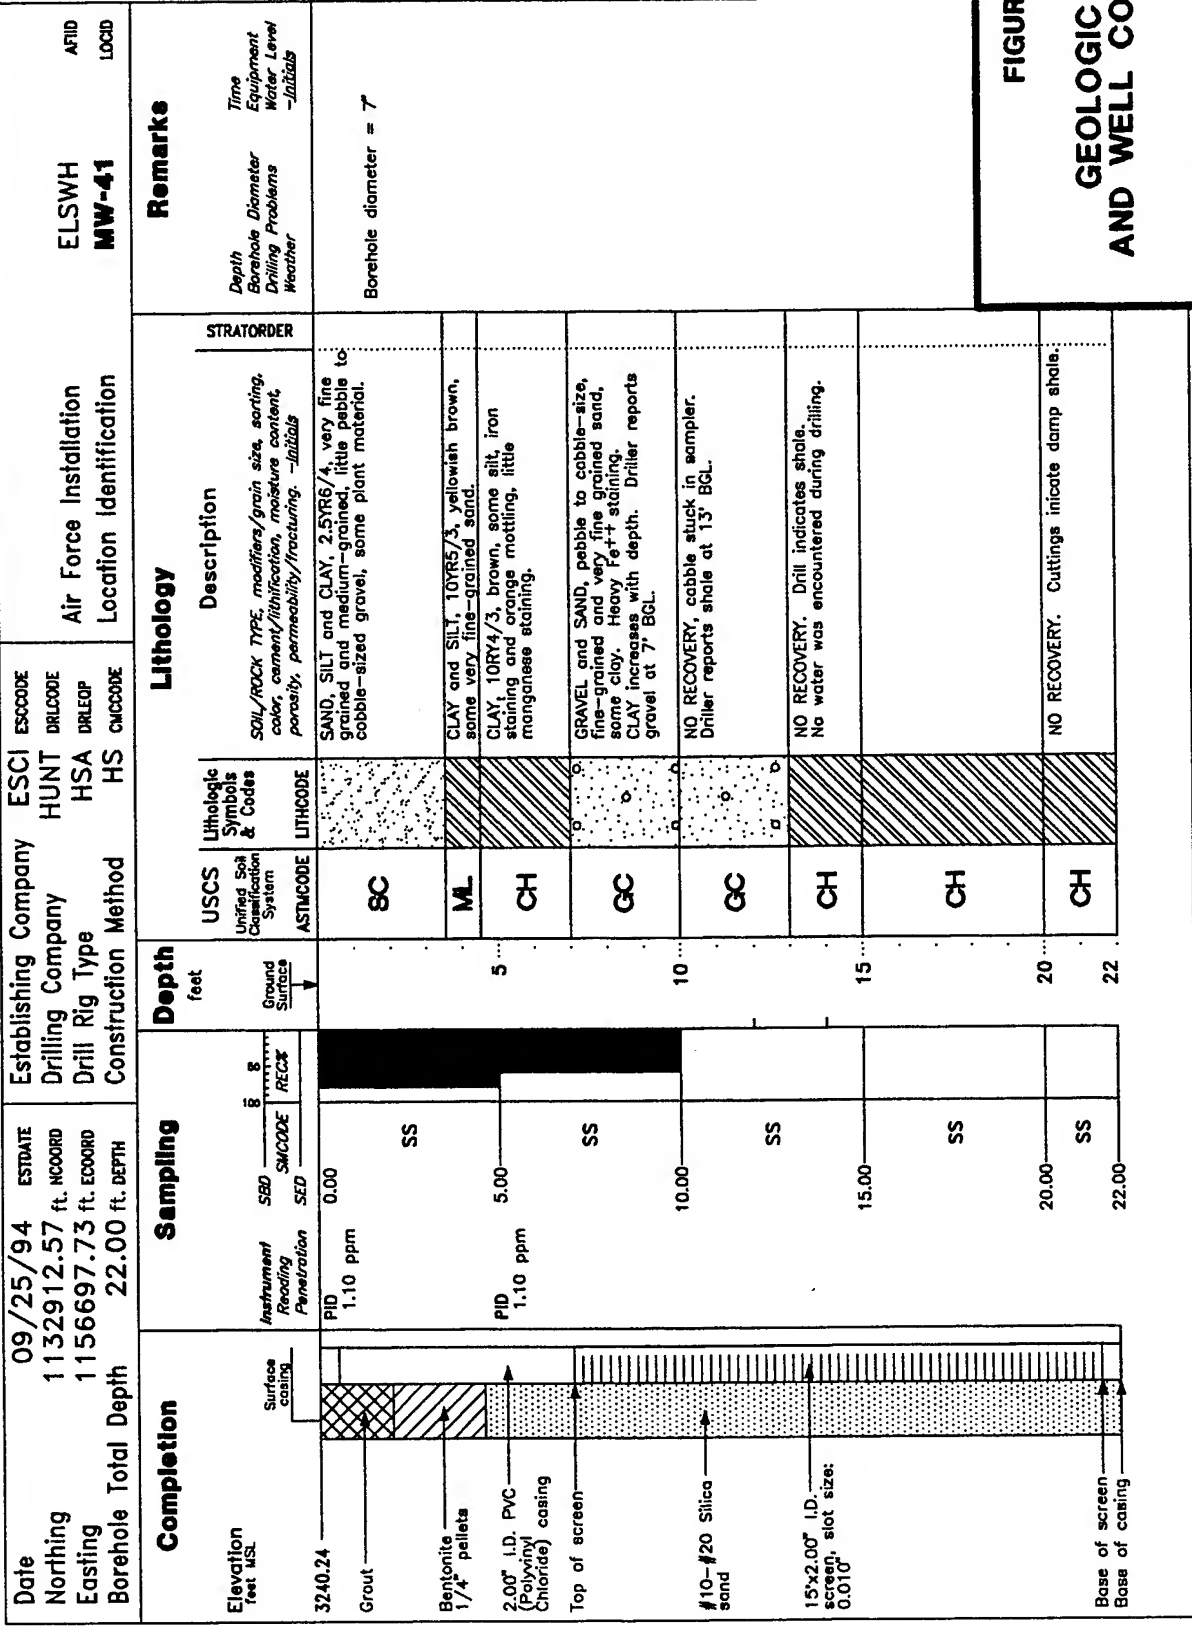 Date 09/25/94 ESTDATE
Northing 1132912.57 ft. NCOORD
Easting 1156697.73 ft. ECOORD
Borehole Total Depth 22.00 ft. DEPTH
Establishing Company ESCI ESCCODE
Drilling Company HUNT DRLCODE
Drill Rig Type HSA DRLEQP
Construction Method HS CMCCODE
Air Force Installation ELSWH AFIID
Location Identification MW-41 LOCID
Completion
Elevation
feet MSL
Surface
casing
3240.24
Grout
Bentonite
1/4" pellets
2.00" I.D. PVC
(Polyvinyl
Chloride) casing
Top of screen
#10-#20 Silica
sand
15'x2.00" I.D.
screen, slot size:
0.010"
Base of screen
Base of casing
Sampling
Instrument
Reading
Penetration
SBD
SMCODE
SED
RECX
100
PID
1.10 ppm
PID
1.10 ppm
0.00
SS
5.00
SS
10.00
SS
15.00
SS
20.00
SS
22.00
Depth
feet
Ground
Surface
5
10
15
20
22
Lithology
USCS
Unified Soil
Classification
System
ASTMCODE
Lithologic
Symbols
& Codes
LITHCODE
Description
SOIL/ROCK TYPE, modifiers/grain size, sorting,
color, cement/lithification, moisture content,
porosity, permeability/fracturing. -Initials
STRATORDER
SC
SAND, SILT and CLAY, 2.5YR6/4, very fine
grained and medium-grained, little pebble to
cobble-sized gravel, some plant material.
ML
CLAY and SILT, 10YR5/3, yellowish brown,
some very fine-grained sand.
CH
CLAY, 10RY4/3, brown, some silt, iron
staining and orange mottling, little
manganese staining.
GC
GRAVEL and SAND, pebble to cobble-size,
fine-grained and very fine grained sand,
some clay. Heavy Fe++ staining.
CLAY increases with depth. Driller reports
gravel at 7' BGL.
GC
NO RECOVERY, cabble stuck in sampler.
Driller reports shale at 13' BGL.
CH
NO RECOVERY. Drill indicates shale.
No water was encountered during drilling.
CH
CH
NO RECOVERY. Cuttings inicate damp shale.
Remarks
Depth
Borehole Diameter
Drilling Problems
Weather
Time
Equipment
Water Level
-Initials
Borehole diameter = 7"
FIGUR
GEOLOGIC
AND WELL CO